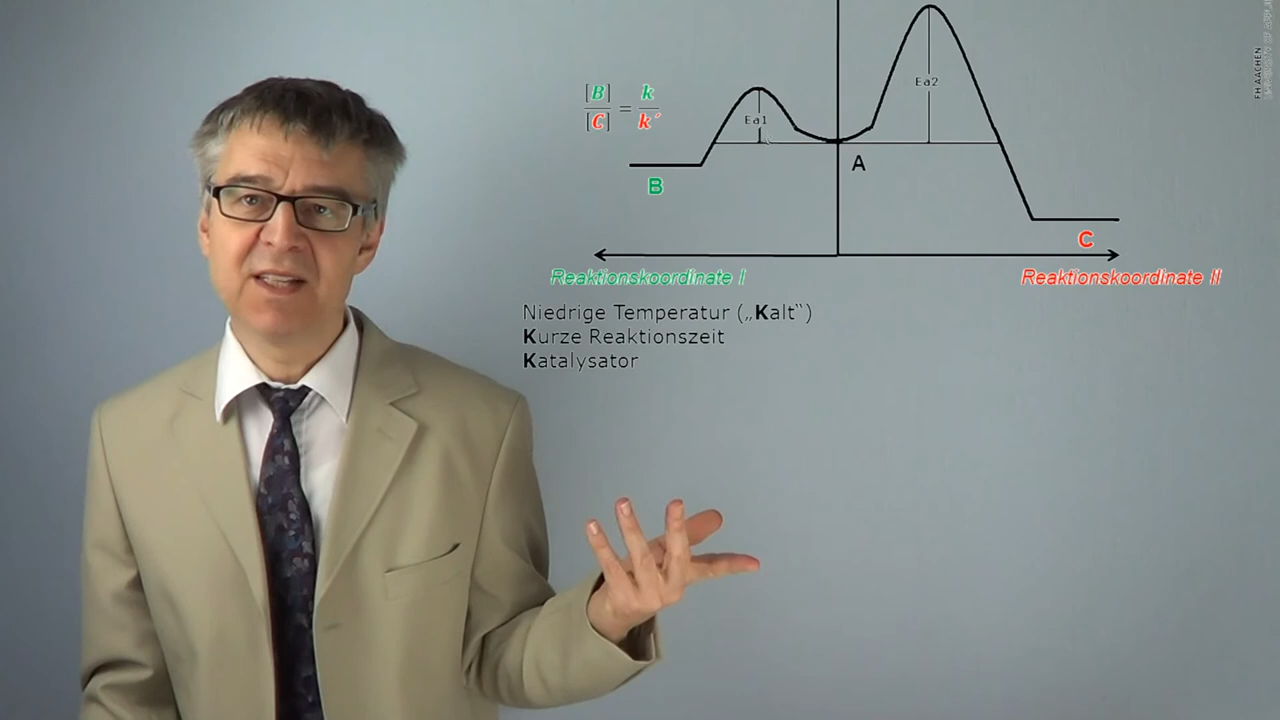 [B]/[C] = k/k´
Ea1
Ea2
A
B
C
Reaktionskoordinate I
Reaktionskoordinate II
Niedrige Temperatur („Kalt“)
Kurze Reaktionszeit
Katalysator
FH AACHEN